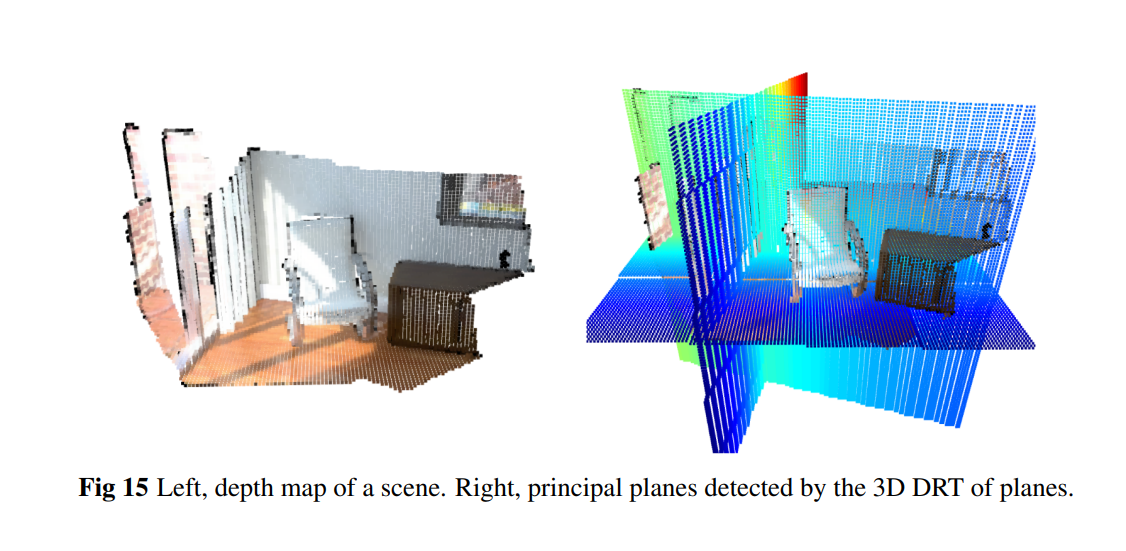 Fig 15 Left, depth map of a scene. Right, principal planes detected by the 3D DRT of planes.